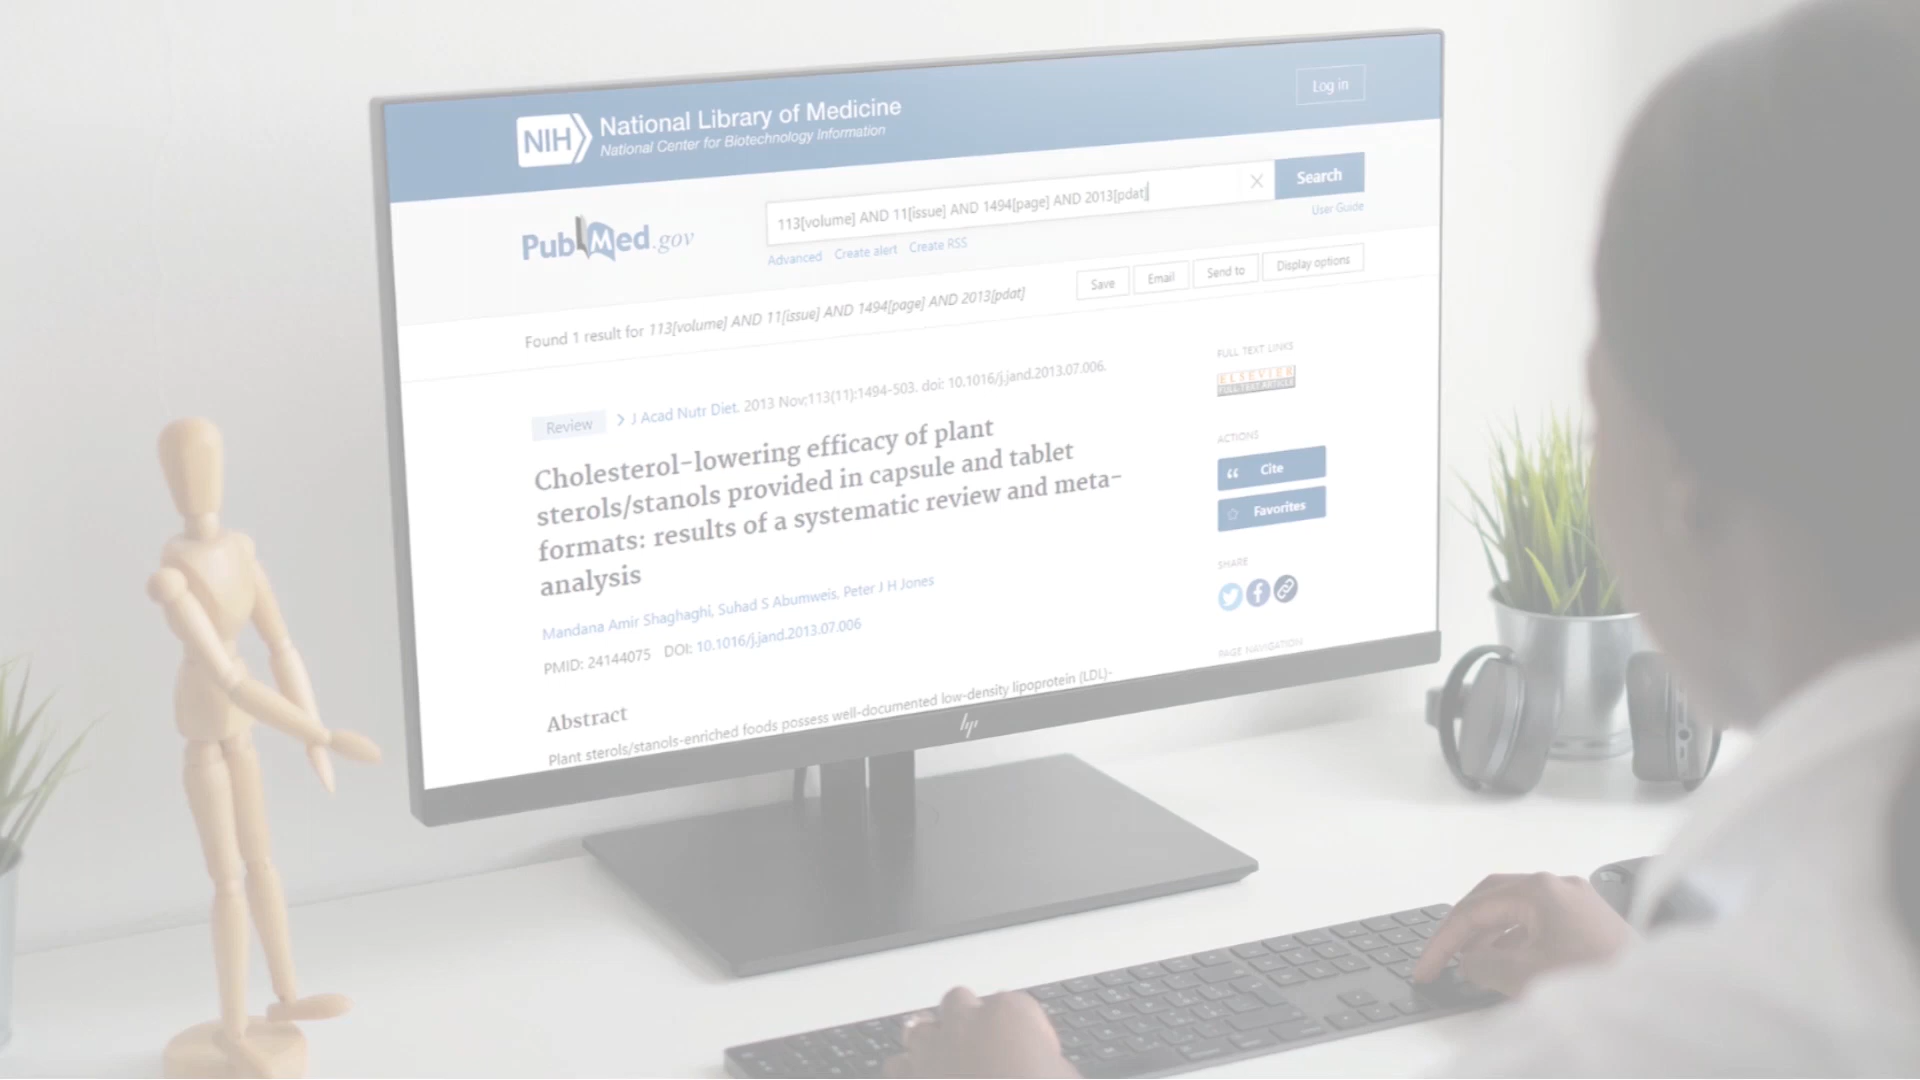 NIH
National Library of Medicine
National Center for Biotechnology Information
Log in
PubMed.gov
113[volume] AND 11[issue] AND 1494[page] AND 2013[pdat]
Search
Advanced Create alert Create RSS
User Guide
Save Email Send to Display options
Found 1 result for 113[volume] AND 11[issue] AND 1494[page] AND 2013[pdat]
Review J Acad Nutr Diet. 2013 Nov;113(11):1494-503. doi: 10.1016/j.jand.2013.07.006.
Cholesterol-lowering efficacy of plant
sterols/stanols provided in capsule and tablet
formats: results of a systematic review and meta-
analysis
Mandana Amir Shaghaghi, Suhad S Abumweis, Peter J H Jones
PMID: 24144075 DOI: 10.1016/j.jand.2013.07.006
Abstract
Plant sterols/stanols-enriched foods possess well-documented low-density lipoprotein (LDL)-
FULL TEXT LINKS
ELSEVIER
FULL TEXT ARTICLE
ACTIONS
Cite
Favorites
SHARE
PAGE NAVIGATION
hp